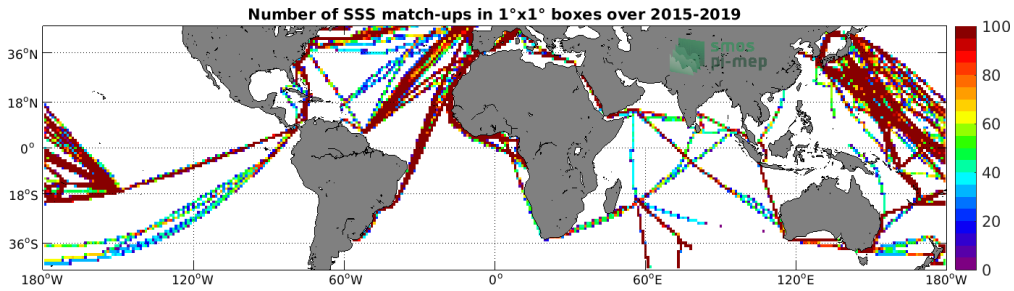 Number of SSS match-ups in 1°x1° boxes over 2015-2019
100
36°N
smos
pi-mep
80
18°N
60
0°
40
18°S
20
36°S
0
180°W
120°W
60°W
0°
60°E
120°E
180°W